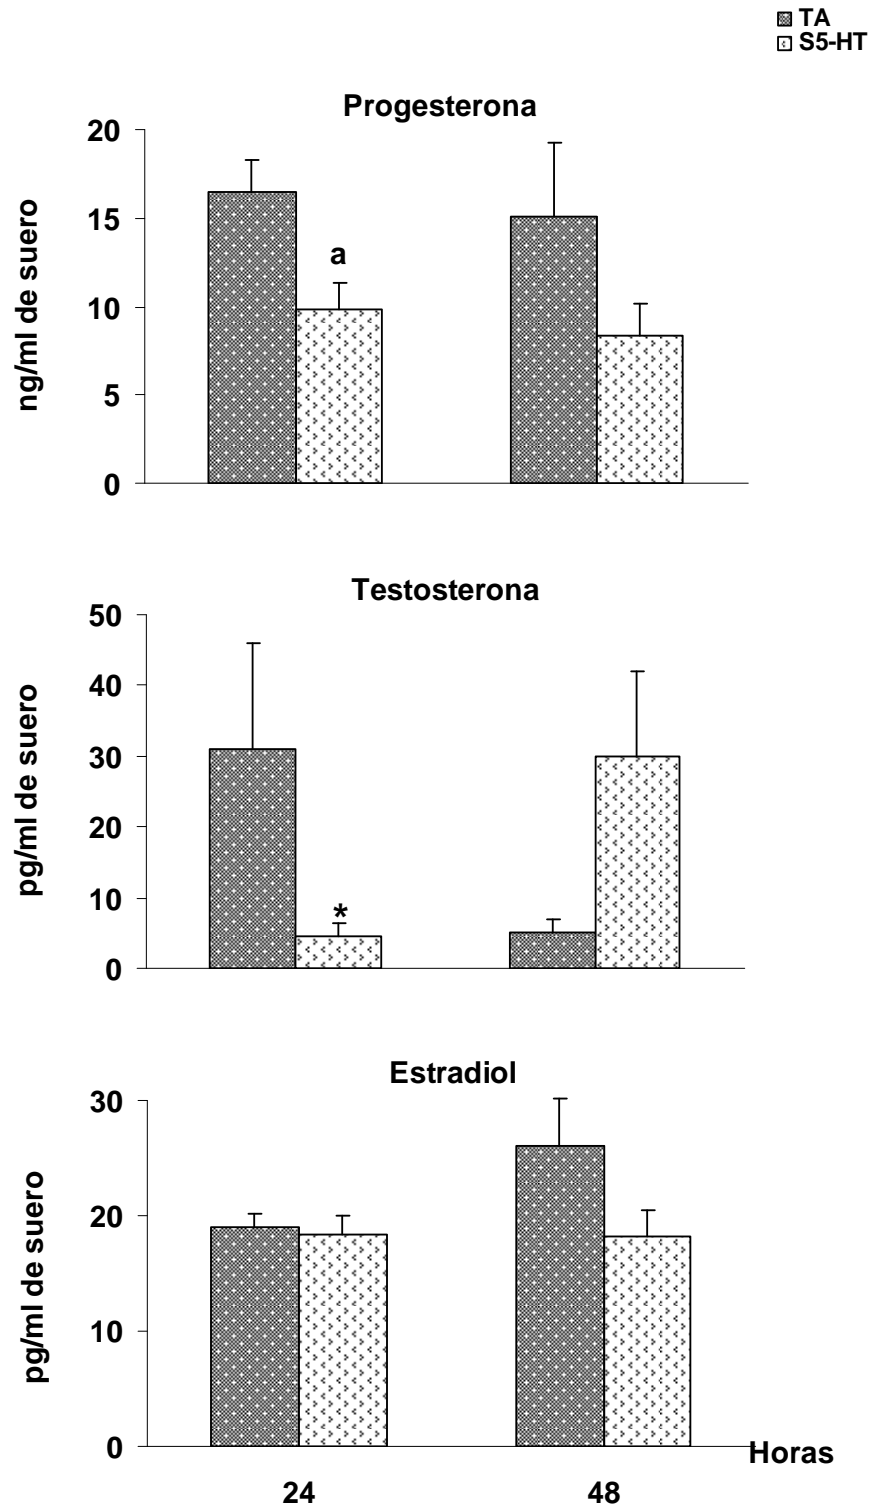 TA
S5-HT
Progesterona
20
15
10
5
0
ng/ml de suero
a
Testosterona
50
40
30
20
10
0
pg/ml de suero
*
Estradiol
30
20
10
0
pg/ml de suero
Horas
24 48